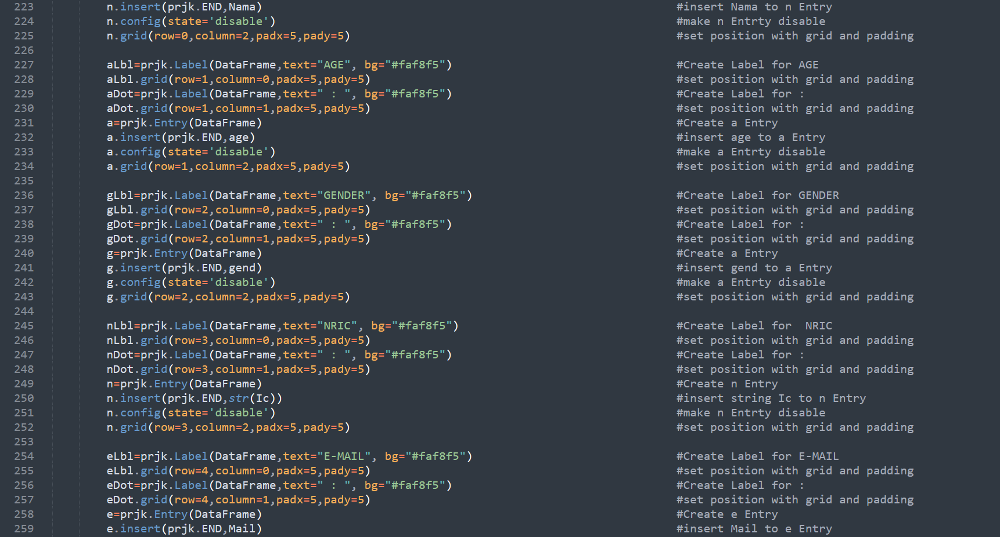 223 n.insert(prjk.END,Nama) #insert Nama to n Entry
224 n.config(state='disable') #make n Entrty disable
225 n.grid(row=0,column=2,padx=5,pady=5) #set position with grid and padding
226
227 aLbl=prjk.Label(DataFrame,text="AGE", bg="#faf8f5") #Create Label for AGE
228 aLbl.grid(row=1,column=0,padx=5,pady=5) #set position with grid and padding
229 aDot=prjk.Label(DataFrame,text=" : ", bg="#faf8f5") #Create Label for :
230 aDot.grid(row=1,column=1,padx=5,pady=5) #set position with grid and padding
231 a=prjk.Entry(DataFrame) #Create a Entry
232 a.insert(prjk.END,age) #insert age to a Entry
233 a.config(state='disable') #make a Entrty disable
234 a.grid(row=1,column=2,padx=5,pady=5) #set position with grid and padding
235
236 gLbl=prjk.Label(DataFrame,text="GENDER", bg="#faf8f5") #Create Label for GENDER
237 gLbl.grid(row=2,column=0,padx=5,pady=5) #set position with grid and padding
238 gDot=prjk.Label(DataFrame,text=" : ", bg="#faf8f5") #Create Label for :
239 gDot.grid(row=2,column=1,padx=5,pady=5) #set position with grid and padding
240 g=prjk.Entry(DataFrame) #Create a Entry
241 g.insert(prjk.END,gend) #insert gend to a Entry
242 g.config(state='disable') #make a Entrty disable
243 g.grid(row=2,column=2,padx=5,pady=5) #set position with grid and padding
244
245 nLbl=prjk.Label(DataFrame,text="NRIC", bg="#faf8f5") #Create Label for  NRIC
246 nLbl.grid(row=3,column=0,padx=5,pady=5) #set position with grid and padding
247 nDot=prjk.Label(DataFrame,text=" : ", bg="#faf8f5") #Create Label for :
248 nDot.grid(row=3,column=1,padx=5,pady=5) #set position with grid and padding
249 n=prjk.Entry(DataFrame) #Create n Entry
250 n.insert(prjk.END,str(Ic)) #insert string Ic to n Entry
251 n.config(state='disable') #make n Entrty disable
252 n.grid(row=3,column=2,padx=5,pady=5) #set position with grid and padding
253
254 eLbl=prjk.Label(DataFrame,text="E-MAIL", bg="#faf8f5") #Create Label for E-MAIL
255 eLbl.grid(row=4,column=0,padx=5,pady=5) #set position with grid and padding
256 eDot=prjk.Label(DataFrame,text=" : ", bg="#faf8f5") #Create Label for :
257 eDot.grid(row=4,column=1,padx=5,pady=5) #set position with grid and padding
258 e=prjk.Entry(DataFrame) #Create e Entry
259 e.insert(prjk.END,Mail) #insert Mail to e Entry